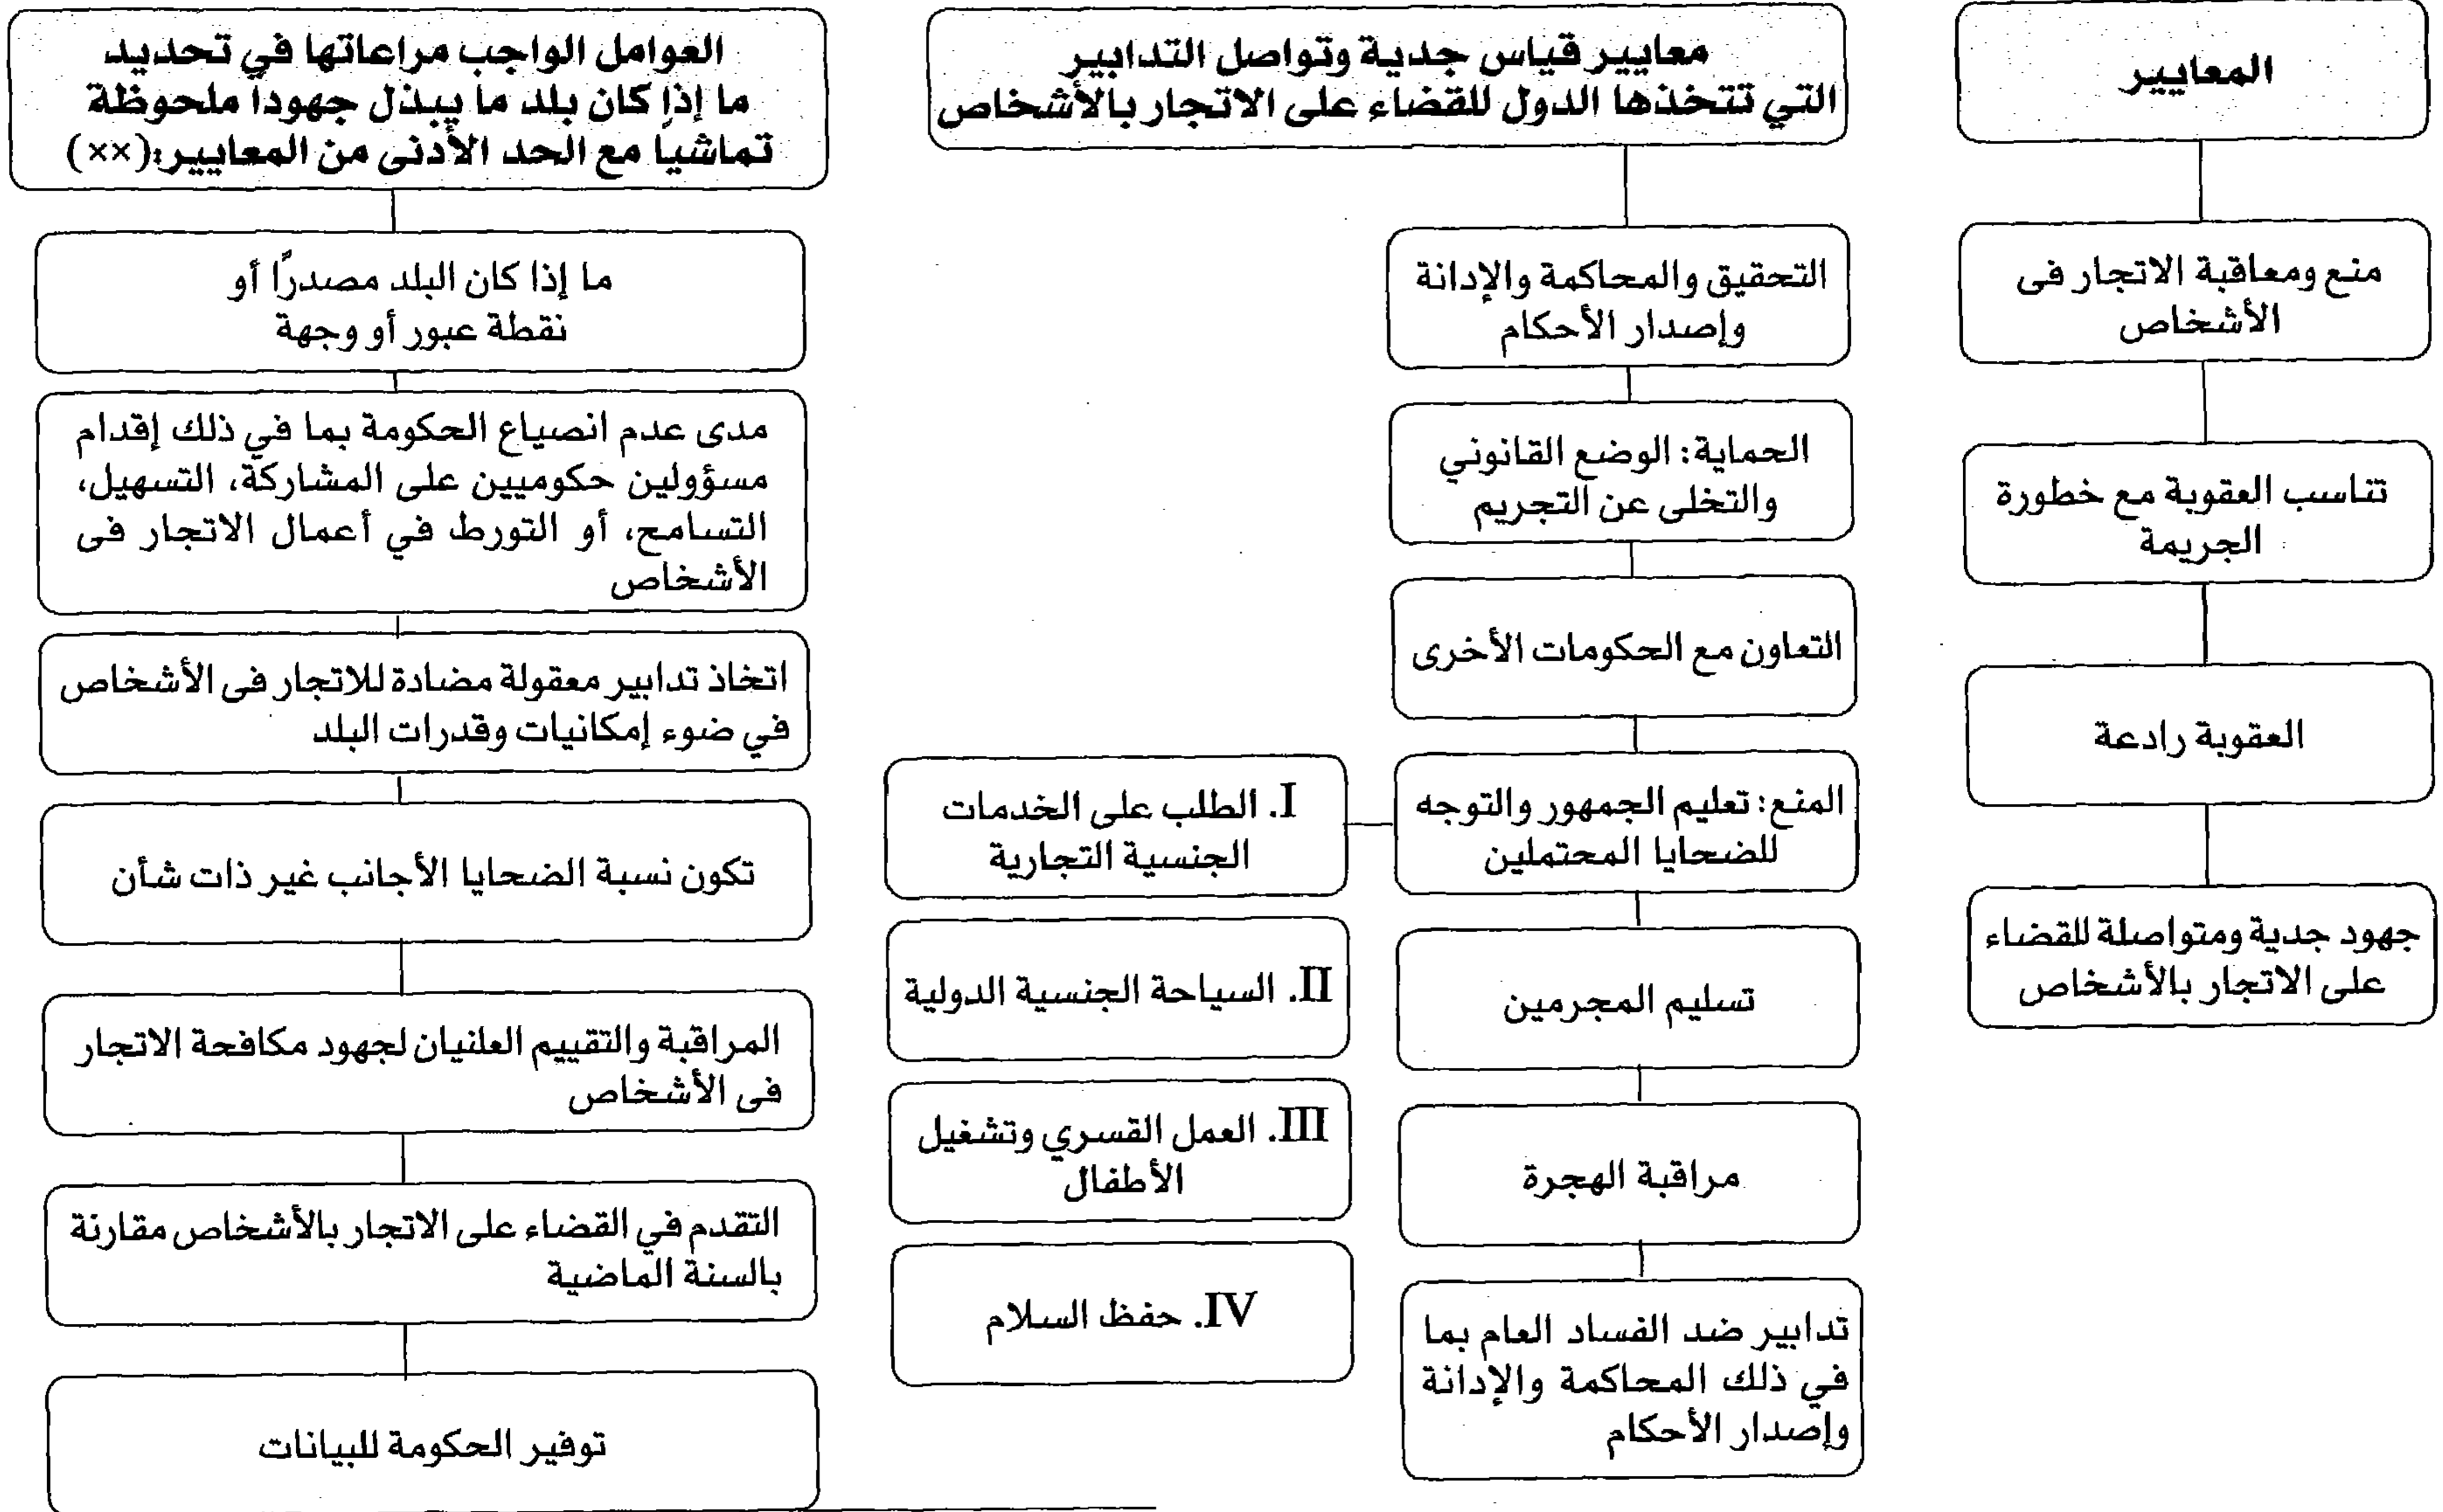 المعايير
منع ومعاقبة الاتجار فى
الأشخاص
تتناسب العقوبة مع خطورة
الجريمة
العقوبة رادعة
جهود جدية ومتواصلة للقضاء
على الاتجار بالأشخاص
معايير قياس جدية وتواصل التدابير
التي تتخذها الدول للقضاء على الاتجار بالأشخاص
التحقيق والمحاكمة والإدانة
وإصدار الأحكام
الحماية: الوضع القانوني
والتخلى عن التجريم
التعاون مع الحكومات الأخرى
المنع: تعليم الجمهور والتوجه
للضحايا المحتملين
تسليم المجرمين
مراقبة الهجرة
تدابير ضد الفساد العام بما
في ذلك المحاكمة والإدانة
وإصدار الأحكام
I. الطلب على الخدمات
الجنسية التجارية
II. السياحة الجنسية الدولية
III. العمل القسري وتشغيل
الأطفال
IV. حفظ السلام
العوامل الواجب مراعاتها في تحديد
ما إذا كان بلد ما يبذل جهوداً ملحوظة
تماشياً مع الحد الأدنى من المعايير:(××)
ما إذا كان البلد مصدرًا أو
نقطة عبور أو وجهة
مدى عدم انصياع الحكومة بما في ذلك إقدام
مسؤولين حكوميين على المشاركة، التسهيل،
التسامح، أو التورط في أعمال الاتجار فى
الأشخاص
اتخاذ تدابير معقولة مضادة للاتجار فى الأشخاص
في ضوء إمكانيات وقدرات البلد
تكون نسبة الضحايا الأجانب غير ذات شأن
المراقبة والتقييم العلنيان لجهود مكافحة الاتجار
فى الأشخاص
التقدم في القضاء على الاتجار بالأشخاص مقارنة
بالسنة الماضية
توفير الحكومة للبيانات